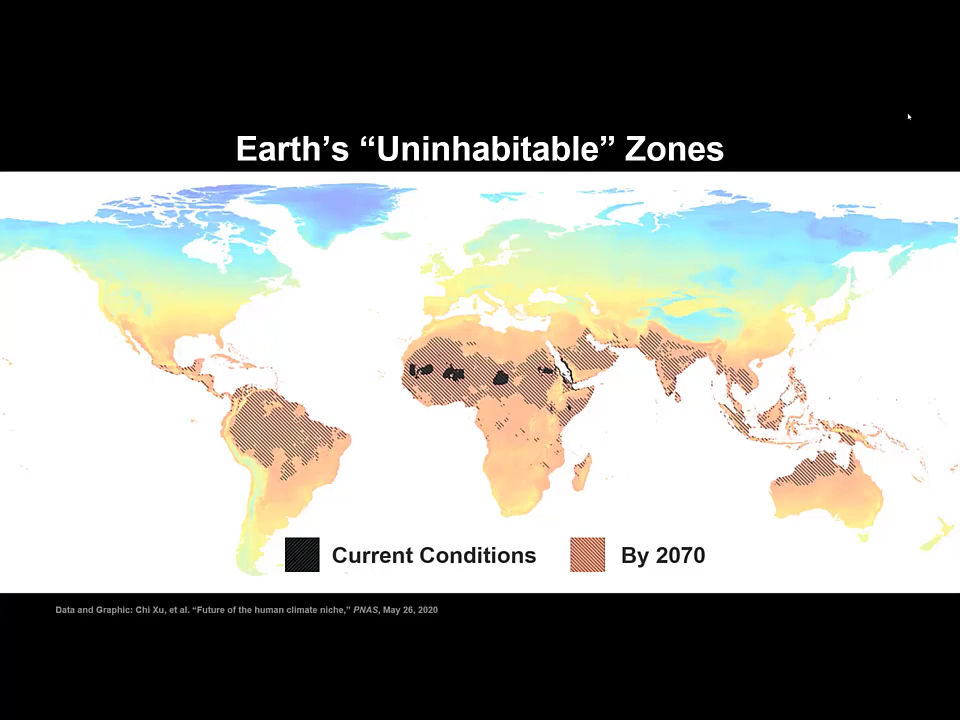 Earth’s “Uninhabitable” Zones
Current Conditions
By 2070
Data and Graphic: Chi Xu, et al. “Future of the human climate niche,” PNAS, May 26, 2020